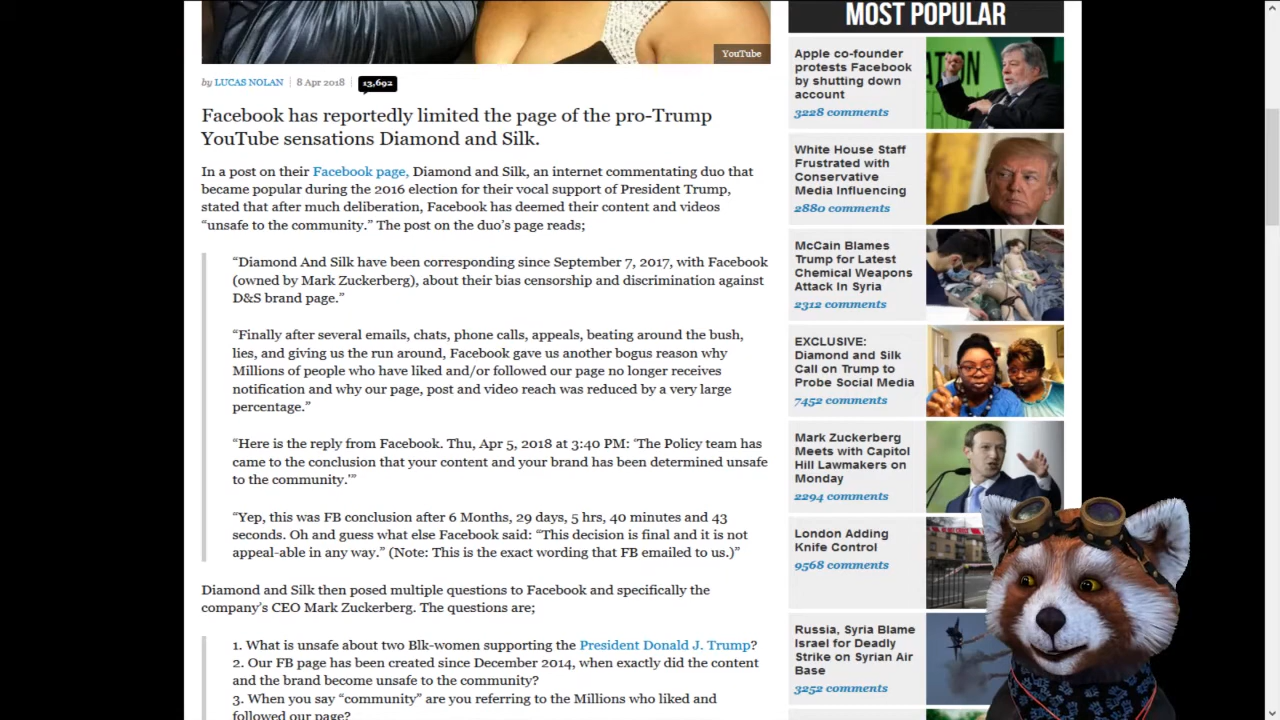 YouTube
by LUCAS NOLAN | 8 Apr 2018 | 13,692
Facebook has reportedly limited the page of the pro-Trump
YouTube sensations Diamond and Silk.
In a post on their Facebook page, Diamond and Silk, an internet commentating duo that
became popular during the 2016 election for their vocal support of President Trump,
stated that after much deliberation, Facebook has deemed their content and videos
“unsafe to the community.” The post on the duo’s page reads;
“Diamond And Silk have been corresponding since September 7, 2017, with Facebook
(owned by Mark Zuckerberg), about their bias censorship and discrimination against
D&S brand page.”
“Finally after several emails, chats, phone calls, appeals, beating around the bush,
lies, and giving us the run around, Facebook gave us another bogus reason why
Millions of people who have liked and/or followed our page no longer receives
notification and why our page, post and video reach was reduced by a very large
percentage.”
“Here is the reply from Facebook. Thu, Apr 5, 2018 at 3:40 PM: ‘The Policy team has
came to the conclusion that your content and your brand has been determined unsafe
to the community.’”
“Yep, this was FB conclusion after 6 Months, 29 days, 5 hrs, 40 minutes and 43
seconds. Oh and guess what else Facebook said: “This decision is final and it is not
appeal-able in any way.” (Note: This is the exact wording that FB emailed to us.)”
Diamond and Silk then posed multiple questions to Facebook and specifically the
company’s CEO Mark Zuckerberg. The questions are;
1. What is unsafe about two Blk-women supporting the President Donald J. Trump?
2. Our FB page has been created since December 2014, when exactly did the content
and the brand become unsafe to the community?
3. When you say “community” are you referring to the Millions who liked and
followed our page?
MOST POPULAR
Apple co-founder
protests Facebook
by shutting down
account
3228 comments
White House Staff
Frustrated with
Conservative
Media Influencing
2880 comments
McCain Blames
Trump for Latest
Chemical Weapons
Attack In Syria
2312 comments
EXCLUSIVE:
Diamond and Silk
Call on Trump to
Probe Social Media
7452 comments
Mark Zuckerberg
Meets with Capitol
Hill Lawmakers on
Monday
2294 comments
London Adding
Knife Control
9568 comments
Russia, Syria Blame
Israel for Deadly
Strike on Syrian Air
Base
3252 comments